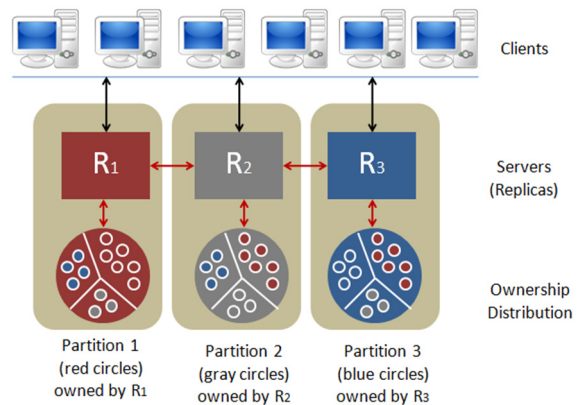 Clients
R1
R2
R3
Servers
(Replicas)
Ownership
Distribution
Partition 1
(red circles)
owned by R1
Partition 2
(gray circles)
owned by R2
Partition 3
(blue circles)
owned by R3